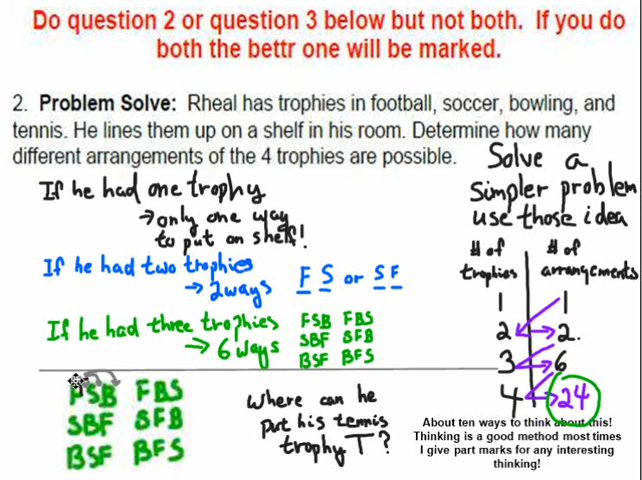 Do question 2 or question 3 below but not both. If you do
both the bettr one will be marked.
2. Problem Solve: Rheal has trophies in football, soccer, bowling, and
tennis. He lines them up on a shelf in his room. Determine how many
different arrangements of the 4 trophies are possible.
Solve a
simpler problem
use those idea
If he had one trophy
→only one way
to put on shelf!
If he had two trophies
→ 2ways
F S or S F
If he had three trophies
→ 6 ways
FSB FBS
SBF SFB
BSF BFS
# of trophies # of arrangements
1 1
2 2.
3 6
4 24
FSB FBS
SBF SFB
BSF BFS
Where can he
put his tennis
trophy T?
About ten ways to think about this!
Thinking is a good method most times
I give part marks for any interesting
thinking!